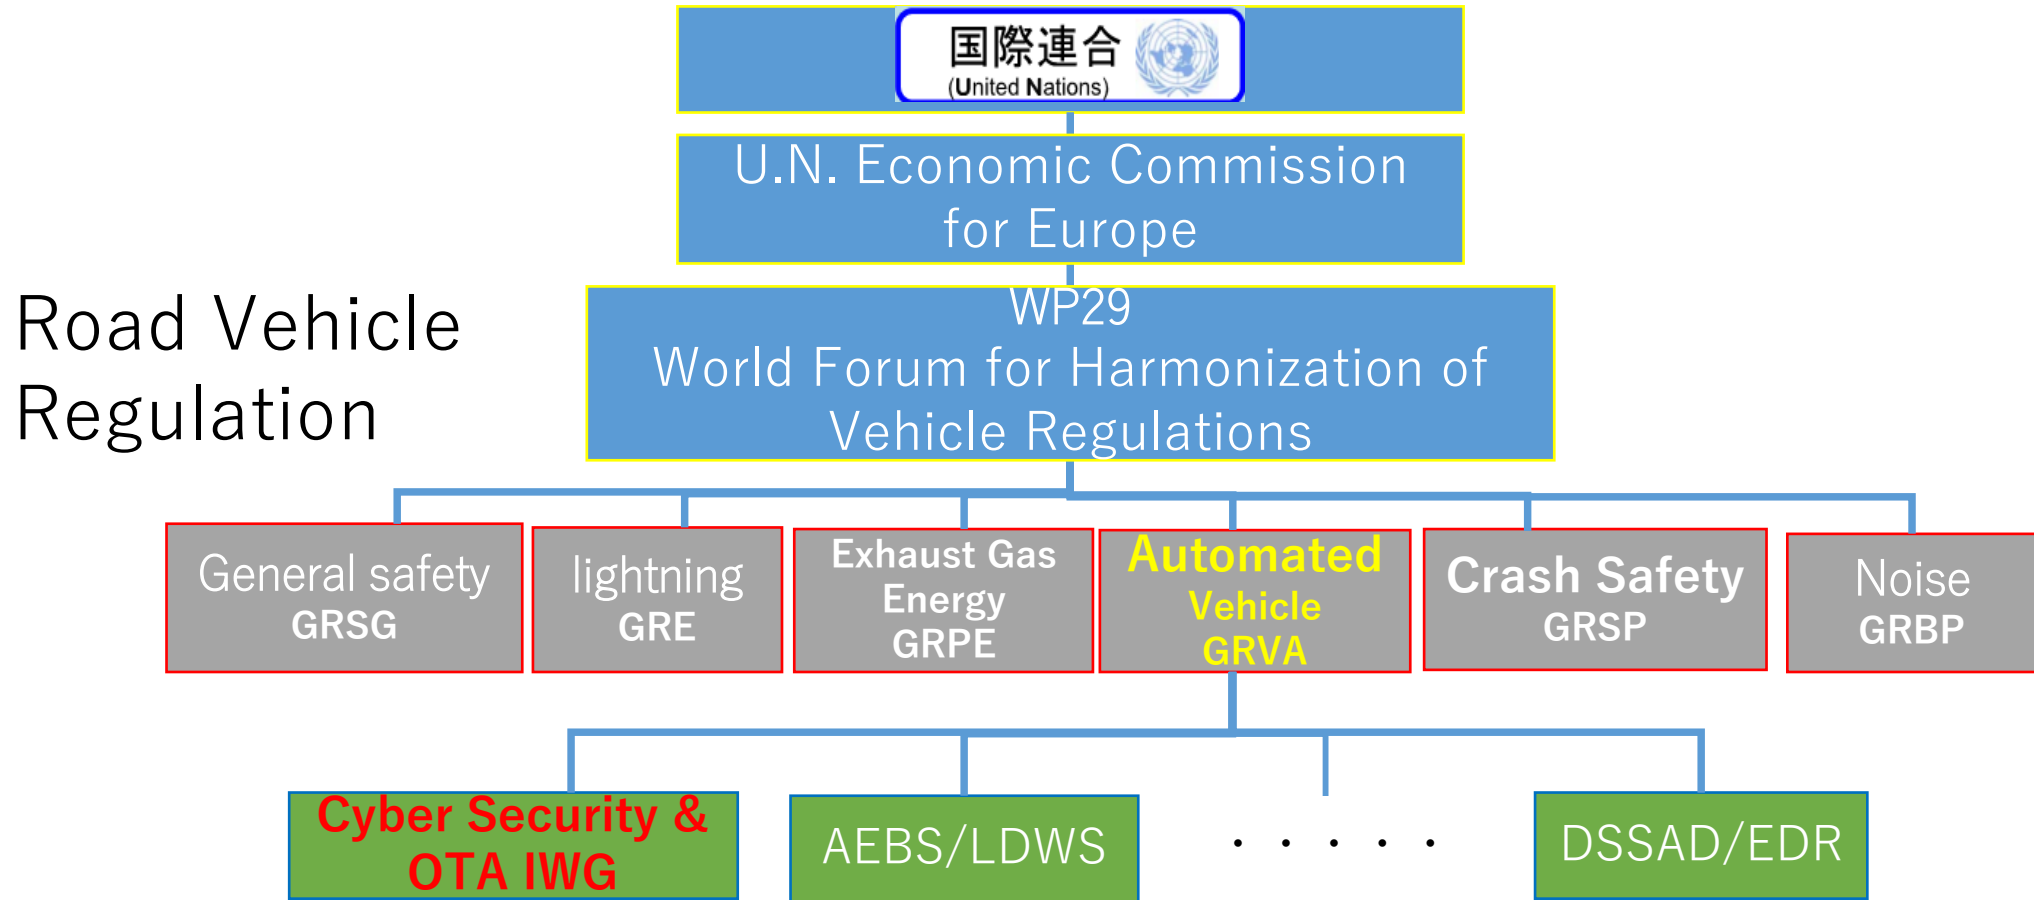 国際連合
(United Nations)
U.N. Economic Commission
for Europe
Road Vehicle
Regulation
WP29
World Forum for Harmonization of
Vehicle Regulations
General safety
GRSG
lightning
GRE
Exhaust Gas
Energy
GRPE
Automated
Vehicle
GRVA
Crash Safety
GRSP
Noise
GRBP
Cyber Security &
OTA IWG
AEBS/LDWS
・・・・・
DSSAD/EDR